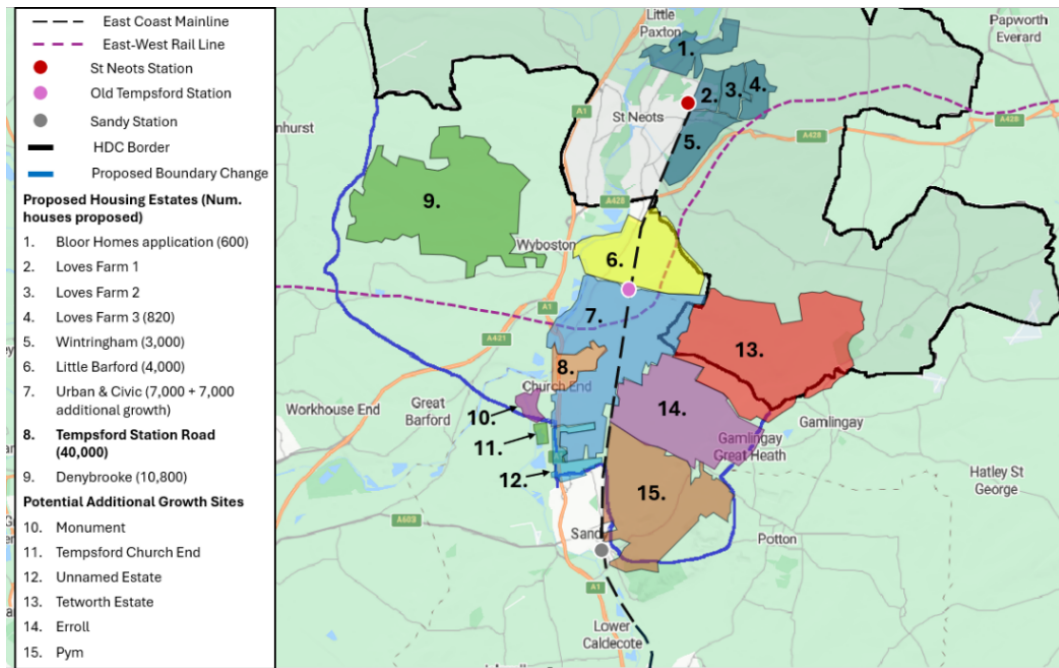 East Coast Mainline
East-West Rail Line
St Neots Station
Old Tempsford Station
Sandy Station
HDC Border
Proposed Boundary Change
Proposed Housing Estates (Num.
houses proposed)
1. Bloor Homes application (600)
2. Loves Farm 1
3. Loves Farm 2
4. Loves Farm 3 (820)
5. Wintringham (3,000)
6. Little Barford (4,000)
7. Urban & Civic (7,000 + 7,000
additional growth)
8. Tempsford Station Road
(40,000)
9. Denybrooke (10,800)
Potential Additional Growth Sites
10. Monument
11. Tempsford Church End
12. Unnamed Estate
13. Tetworth Estate
14. Erroll
15. Pym
Little
Paxton
Papworth
Everard
1.
2.
3.
4.
A1
St Neots
nhurst
A428
A428
5.
9.
A428
Wyboston
6.
A1
7.
A421
13.
8.
Church End
Workhouse End
Great
Barford
10.
14.
Gamlingay
11.
Gamlingay
Great Heath
12.
Hatley St
George
15.
A603
Sand
Potton
A1
Lower
Caldecote